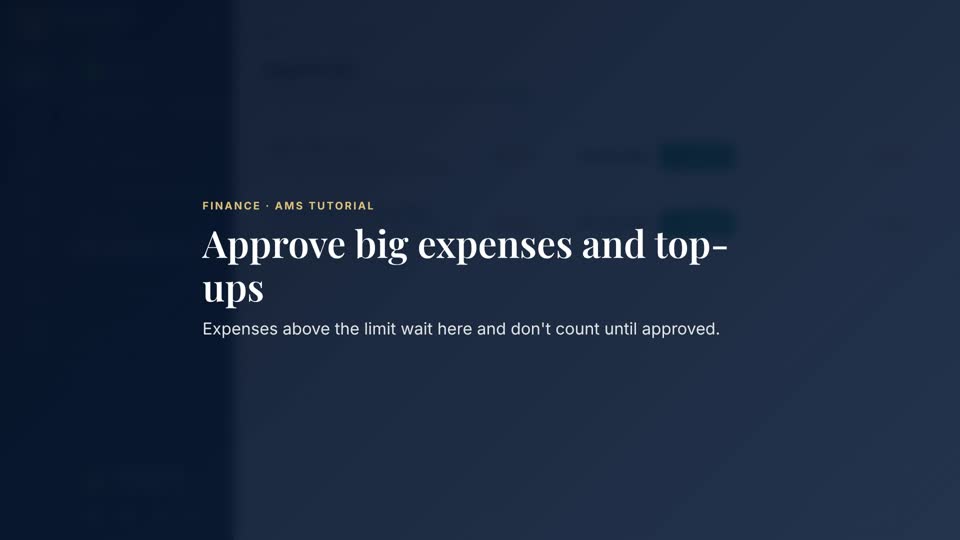 FINANCE · AMS TUTORIAL
Approve big expenses and top-
ups
Expenses above the limit wait here and don't count until approved.